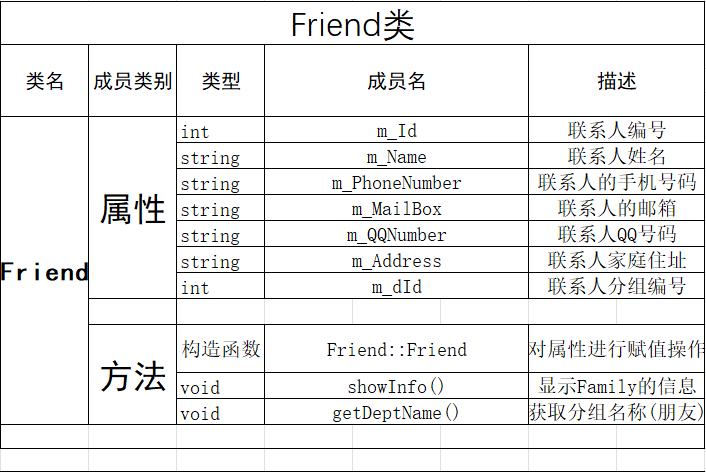 Friend类
类名 成员类别 类型 成员名 描述
Friend 属性 int m_Id 联系人编号
string m_Name 联系人姓名
string m_PhoneNumber 联系人的手机号码
string m_MailBox 联系人的邮箱
string m_QQNumber 联系人QQ号码
string m_Address 联系人家庭住址
int m_dId 联系人分组编号
方法 构造函数 Friend::Friend 对属性进行赋值操作
void showInfo() 显示Family的信息
void getDeptName() 获取分组名称(朋友)